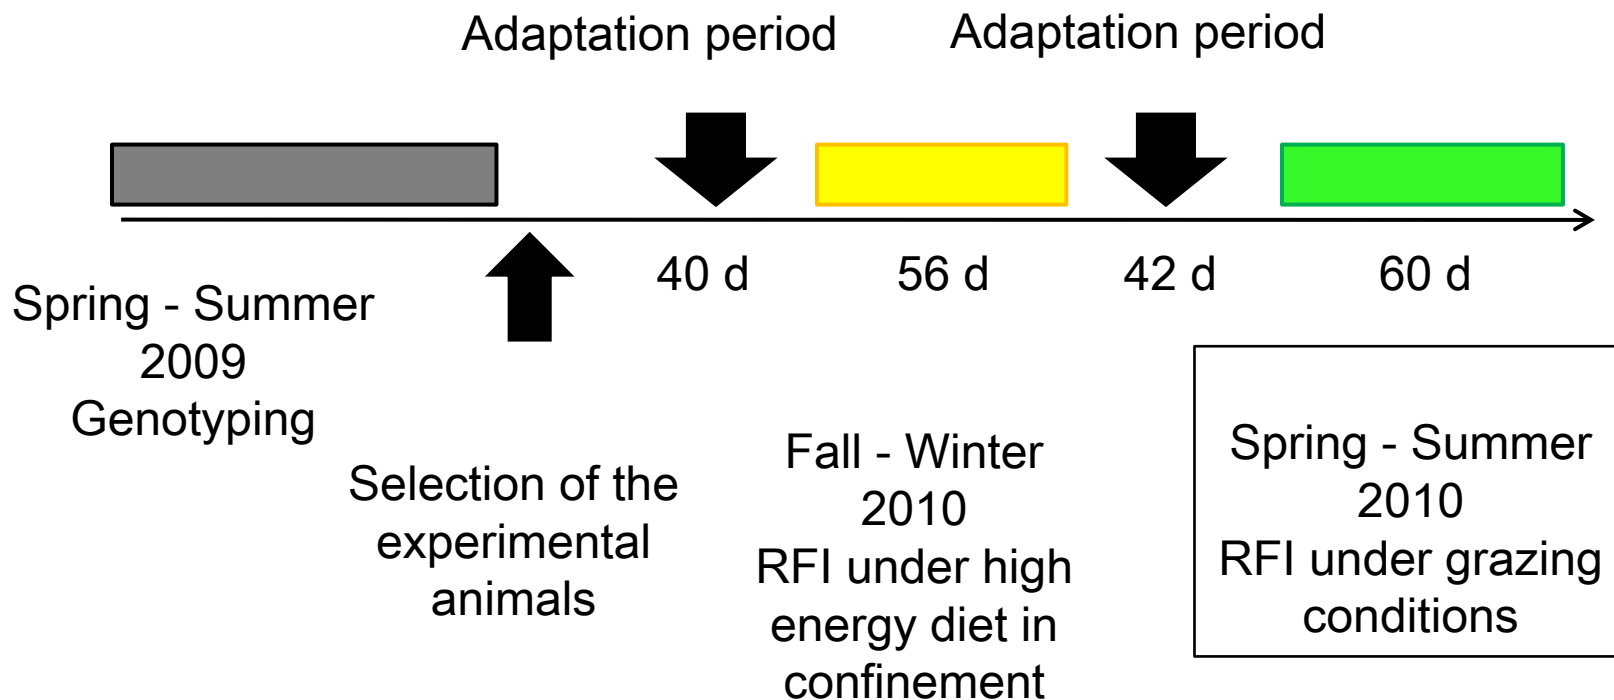 Adaptation period
Adaptation period
40 d
56 d
42 d
60 d
Spring - Summer
2009
Genotyping
Selection of the
experimental
animals
Fall - Winter
2010
RFI under high
energy diet in
confinement
Spring - Summer
2010
RFI under grazing
conditions